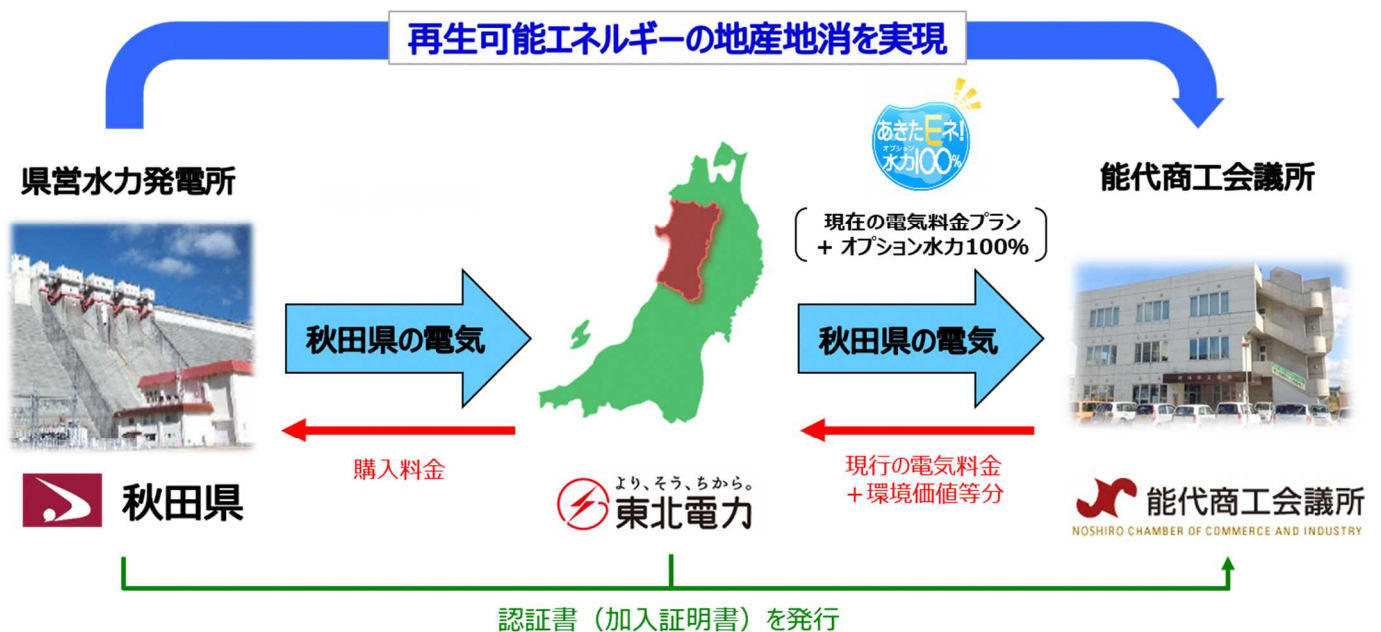 再生可能エネルギーの地産地消を実現
県営水力発電所
あきたEネ!
オプション
水力100%
能代商工会議所
現在の電気料金プラン
+ オプション水力100%
秋田県の電気
秋田県の電気
購入料金
現行の電気料金
+環境価値等分
秋田県
より、そう、ちから。
東北電力
能代商工会議所
NOSHIRO CHAMBER OF COMMERCE AND INDUSTRY
認証書（加入証明書）を発行